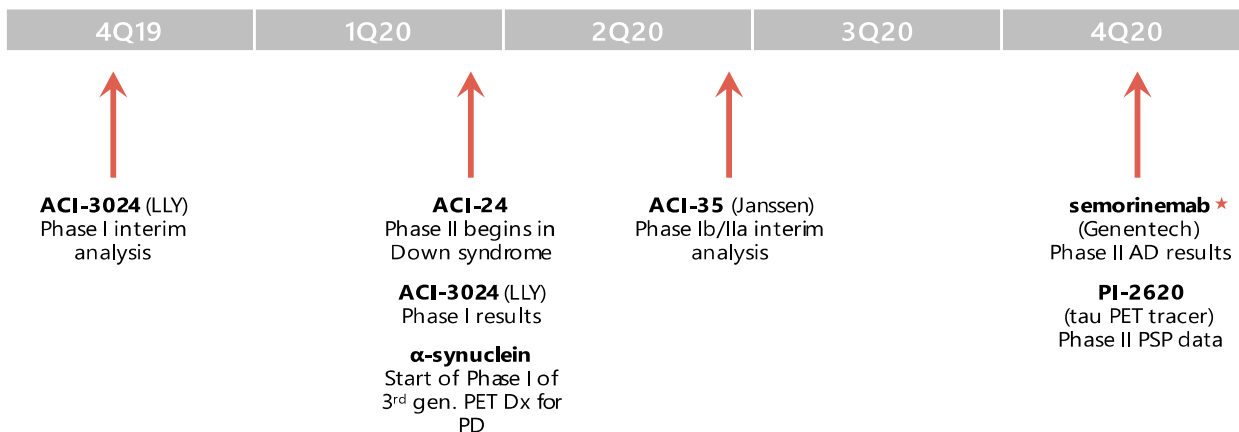 4Q19
1Q20
2Q20
3Q20
4Q20
ACI-3024 (LLY)
Phase I interim
analysis
ACI-24
Phase II begins in
Down syndrome
ACI-3024 (LLY)
Phase I results
α-synuclein
Start of Phase I of
3rd gen. PET Dx for
PD
ACI-35 (Janssen)
Phase Ib/IIa interim
analysis
semorinemab ★
(Genentech)
Phase II AD results
PI-2620
(tau PET tracer)
Phase II PSP data